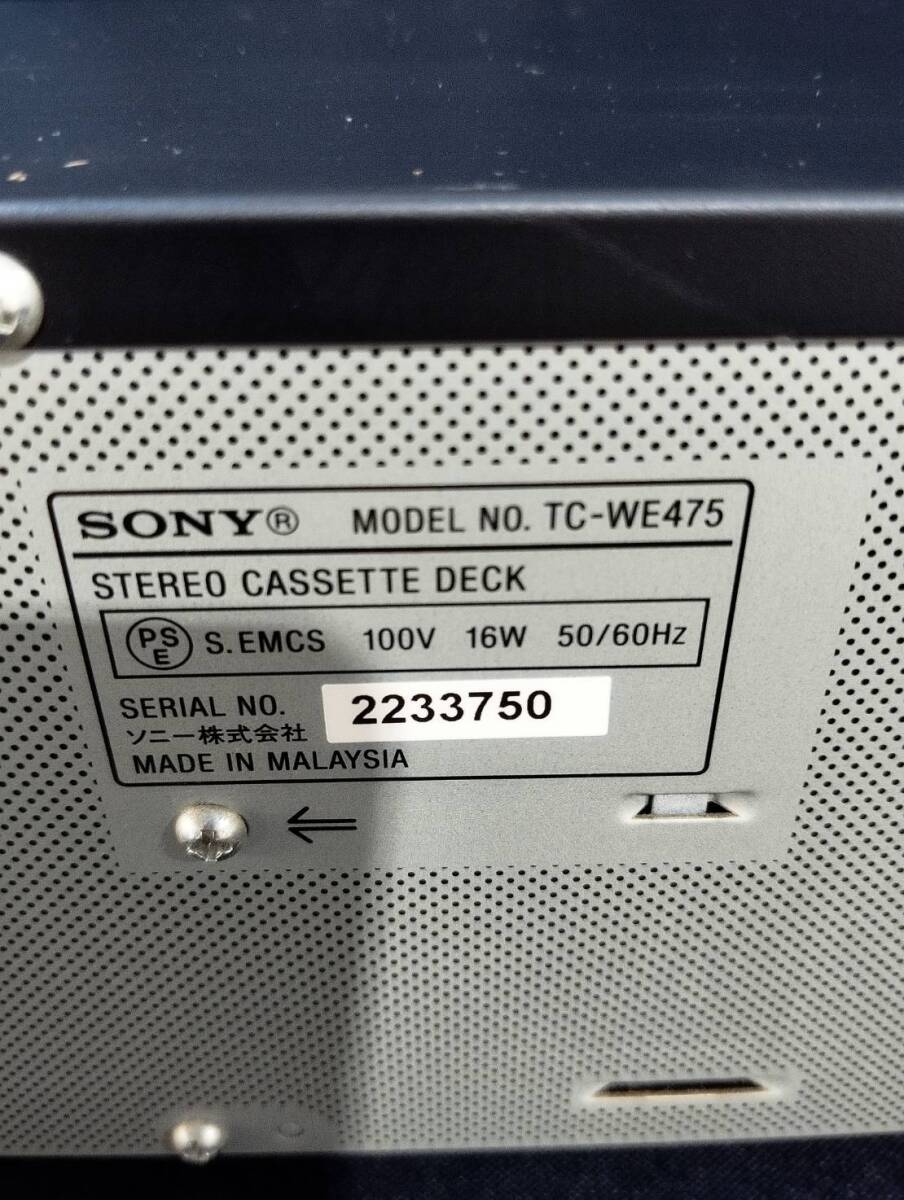 SONY® MODEL NO. TC-WE475
STEREO CASSETTE DECK
PSE S.EMCS 100V 16W 50/60Hz
SERIAL NO. 2233750
ソニー株式会社
MADE IN MALAYSIA